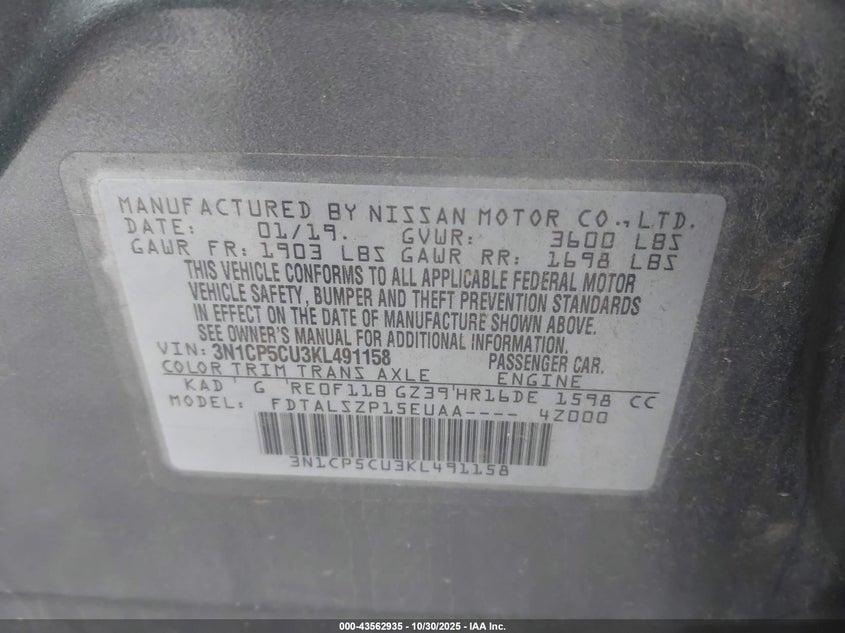 MANUFACTURED BY NISSAN MOTOR CO., LTD.
DATE: 01/19. GVWR: 3600 LBS
GAWR FR: 1903 LBS GAWR RR: 1698 LBS
THIS VEHICLE CONFORMS TO ALL APPLICABLE FEDERAL MOTOR
VEHICLE SAFETY, BUMPER AND THEFT PREVENTION STANDARDS
IN EFFECT ON THE DATE OF MANUFACTURE SHOWN ABOVE.
SEE OWNER'S MANUAL FOR ADDITIONAL INFORMATION.
VIN: 3N1CP5CU3KL491158 PASSENGER CAR.
COLOR TRIM TRANS AXLE ENGINE
KAD G RE0F11B GZ39 HR16DE 1598 CC
MODEL: FDTALSZP15EUAA---- 4Z000
3N1CP5CU3KL491158
000-43562935 - 10/30/2025 - IAA Inc.